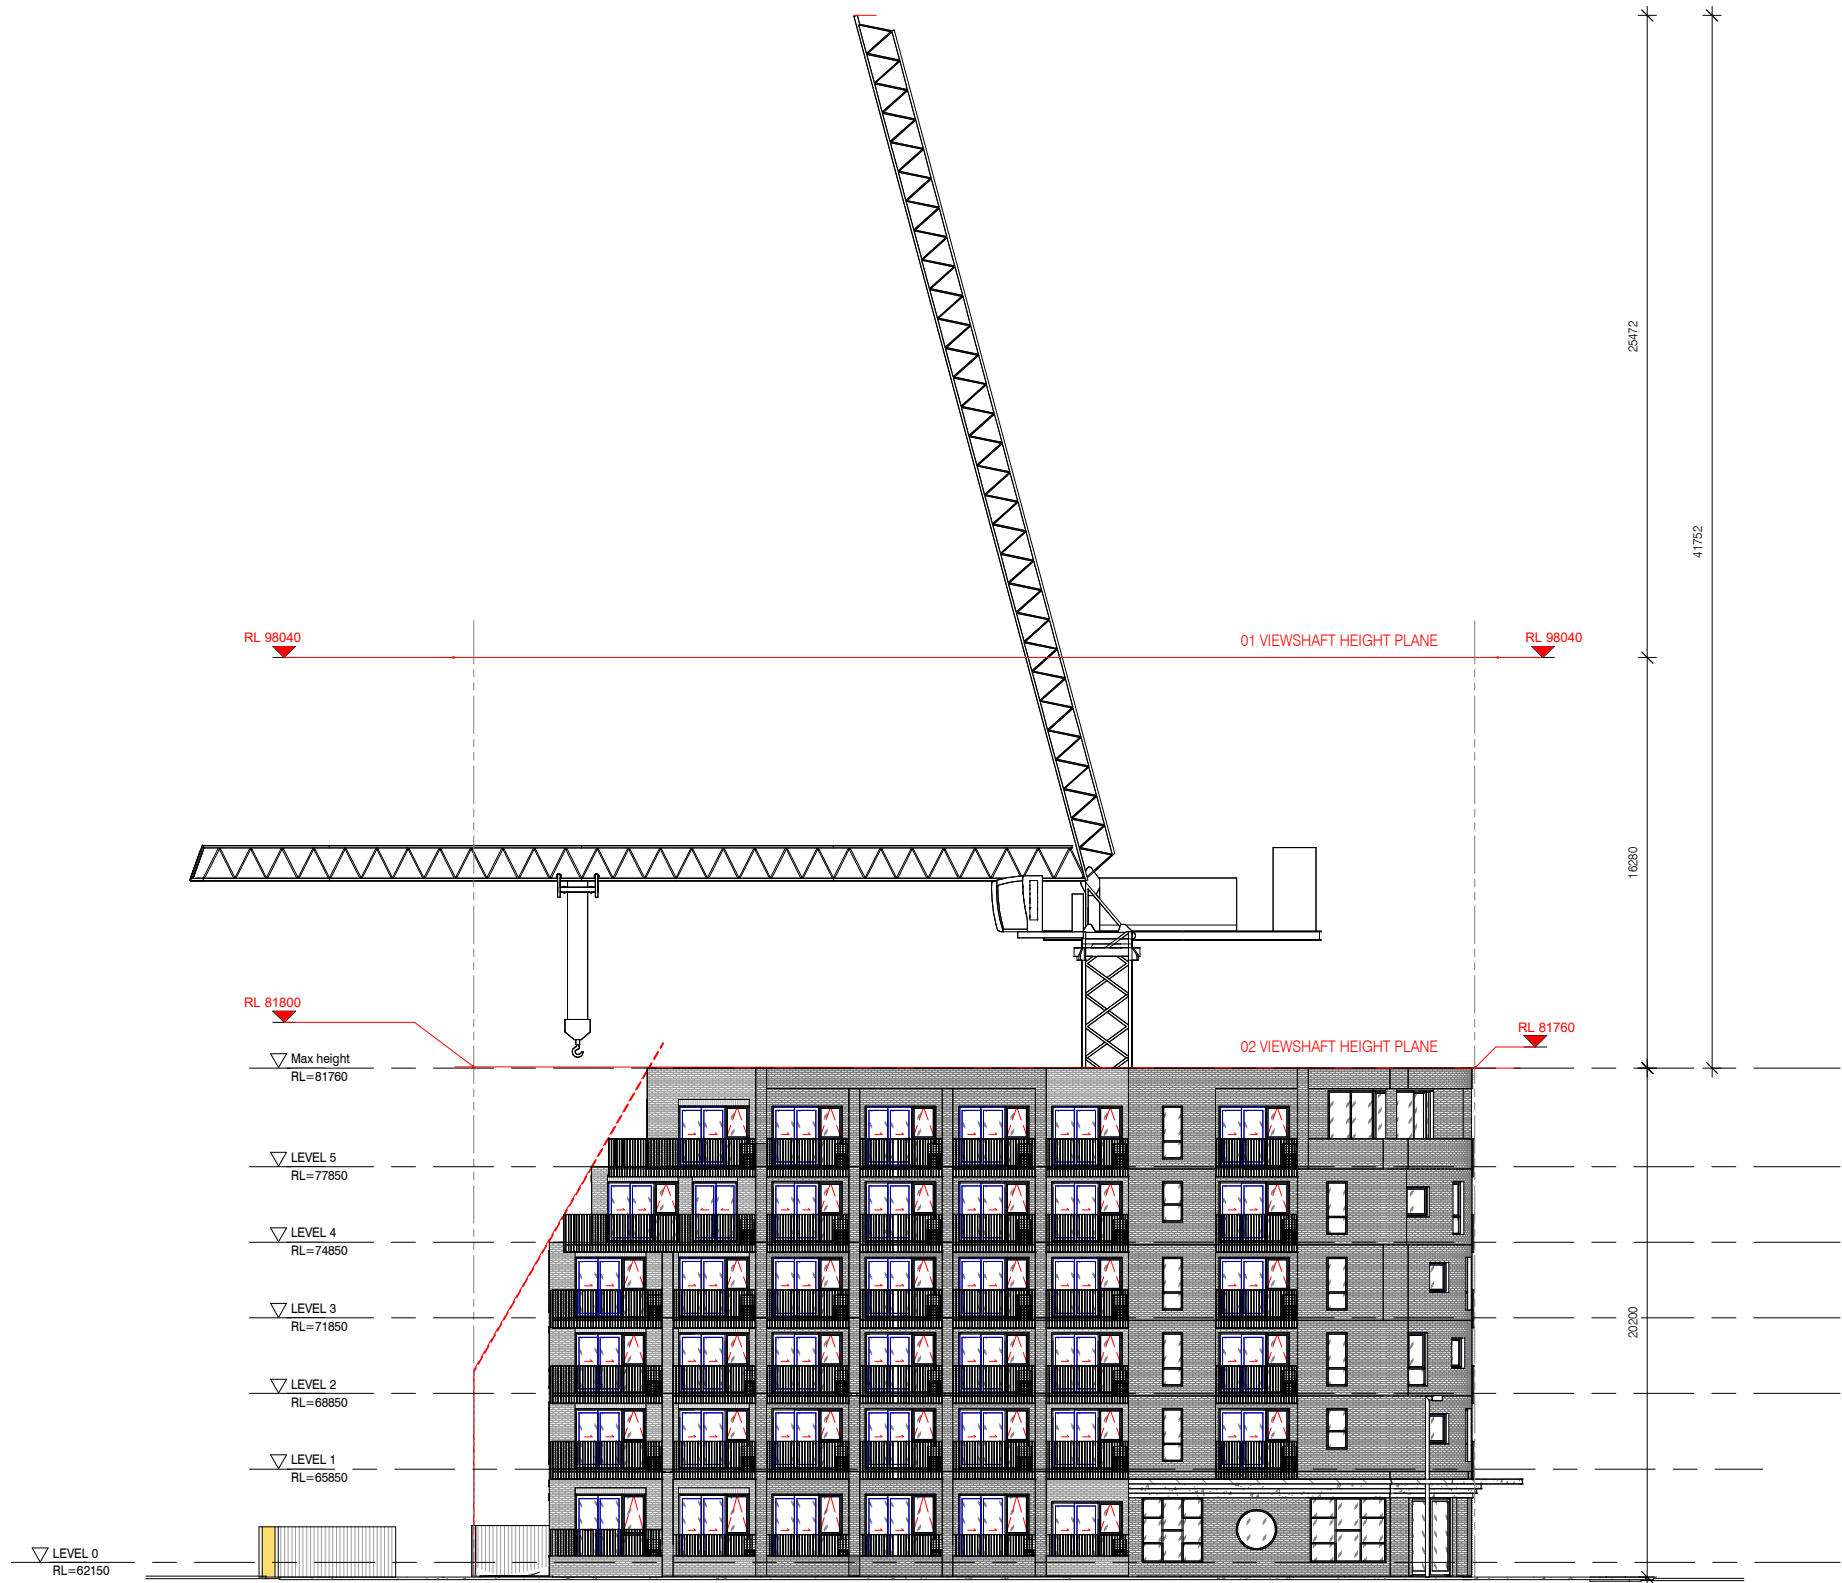 25472
41752
RL 98040
01 VIEWSHAFT HEIGHT PLANE
RL 98040
16280
RL 81800
02 VIEWSHAFT HEIGHT PLANE
RL 81760
Max height
RL=81760
LEVEL 5
RL=77850
LEVEL 4
RL=74850
LEVEL 3
RL=71850
20200
LEVEL 2
RL=68850
LEVEL 1
RL=65850
LEVEL 0
RL=62150